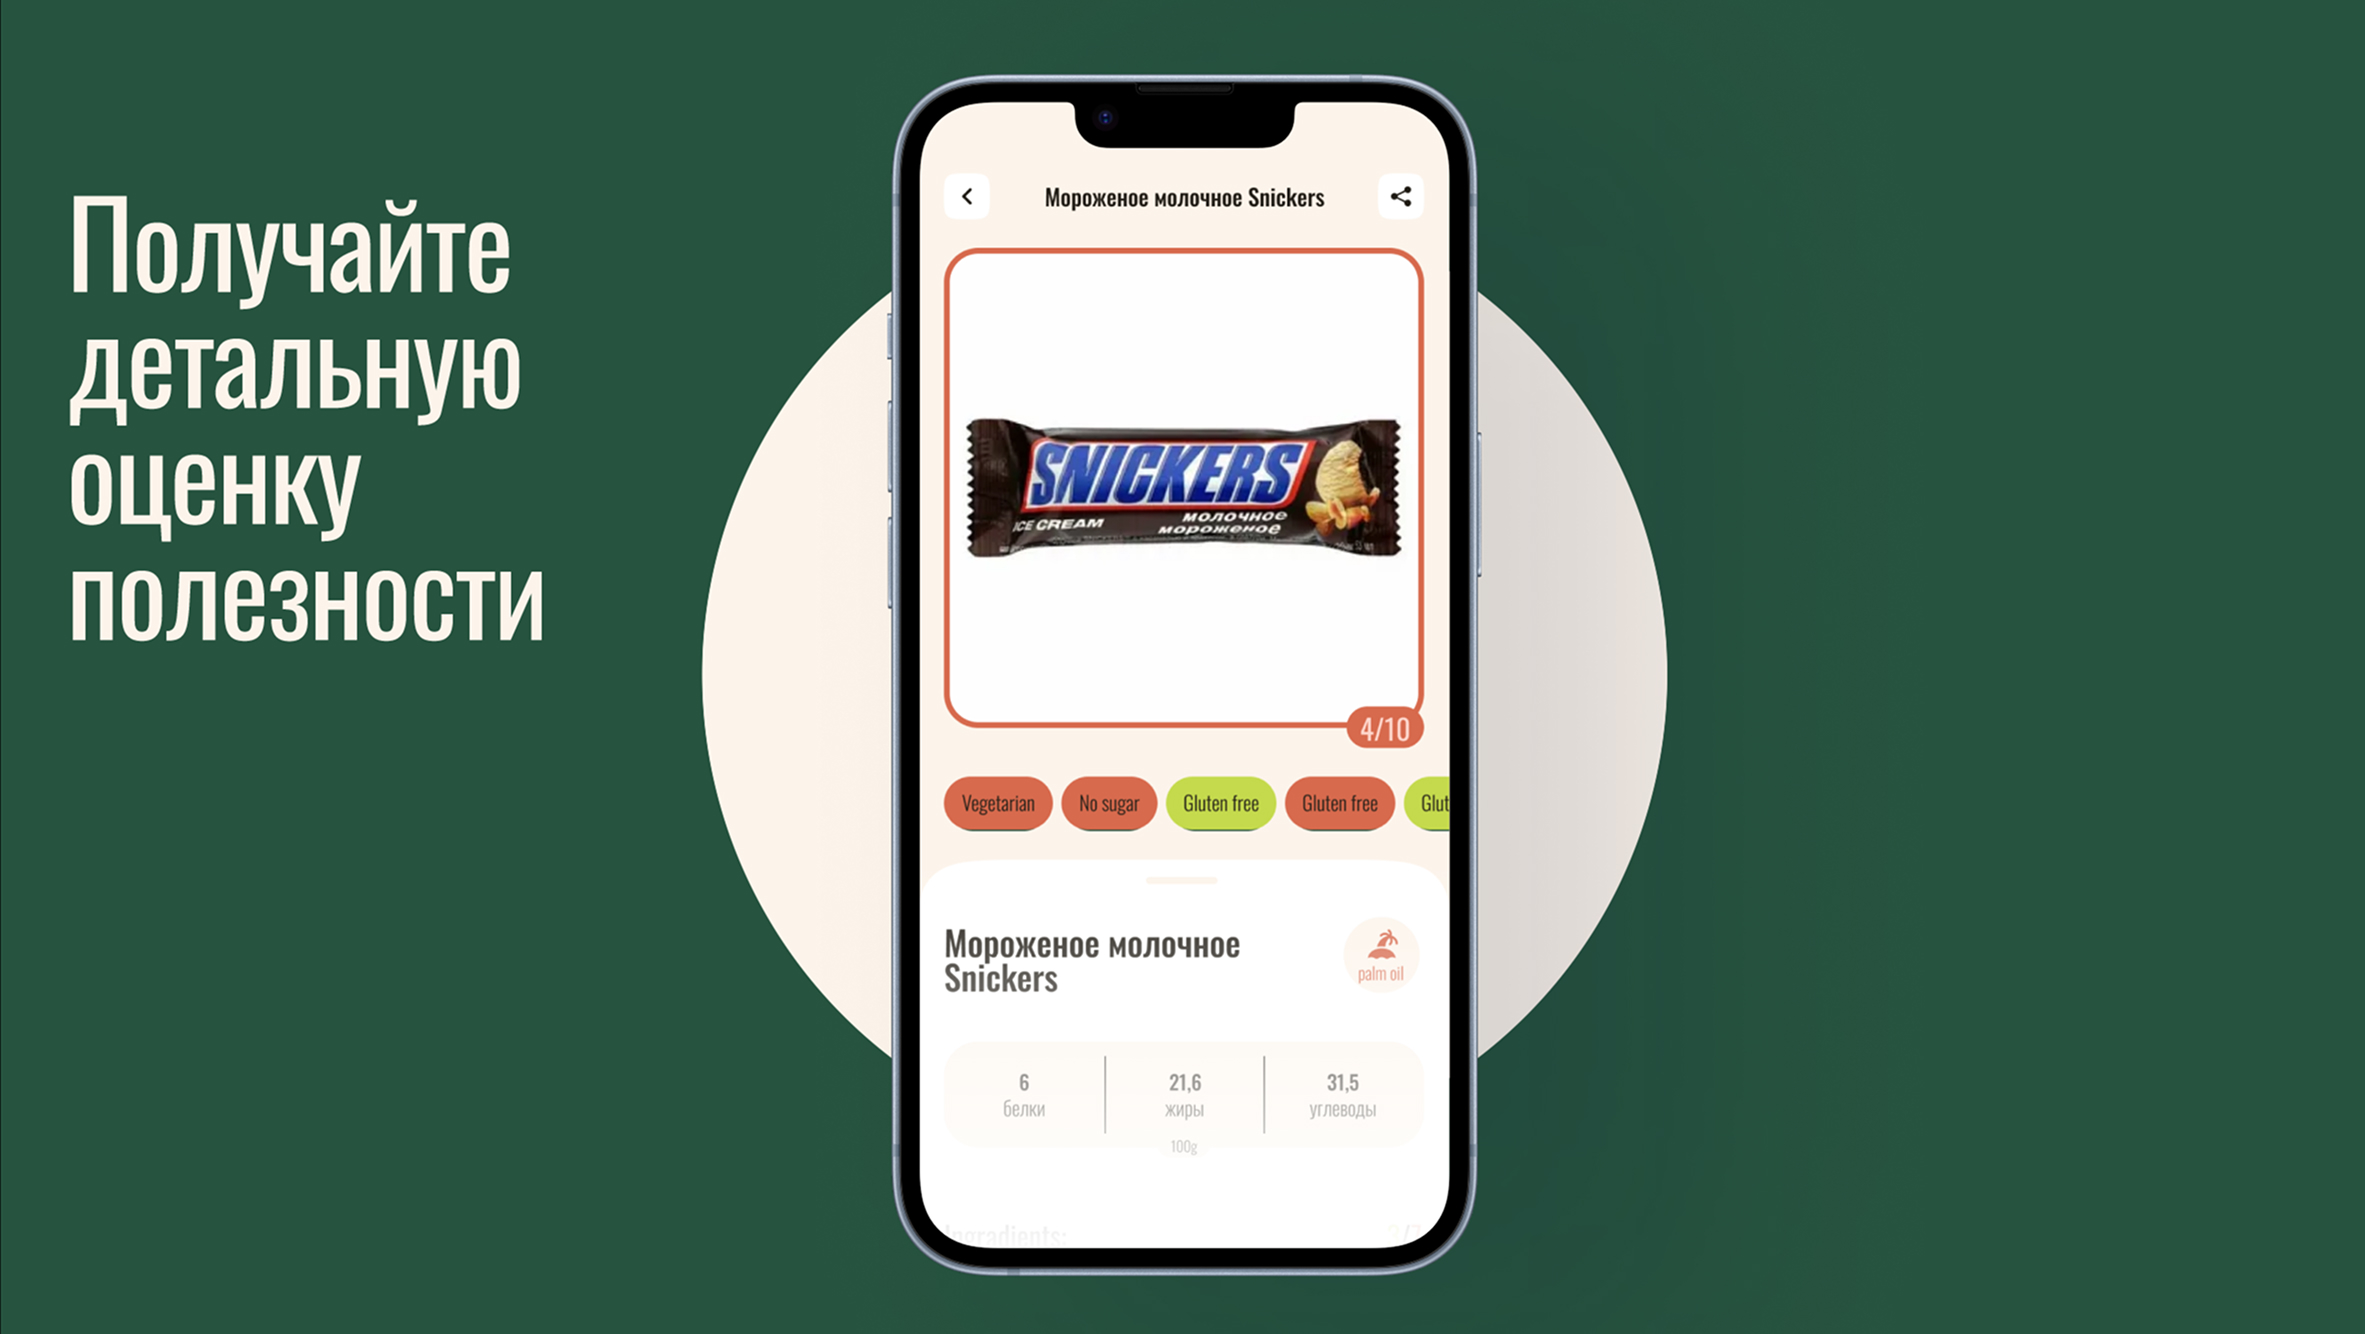 Получайте
детальную
оценку
полезности
Мороженое молочное Snickers
SNICKERS
ICE CREAM
молочное
мороженое
4/10
Vegetarian
No sugar
Gluten free
Gluten free
Glut
Мороженое молочное
Snickers
palm oil
6
белки
21,6
жиры
31,5
углеводы
100g
Ingredients: